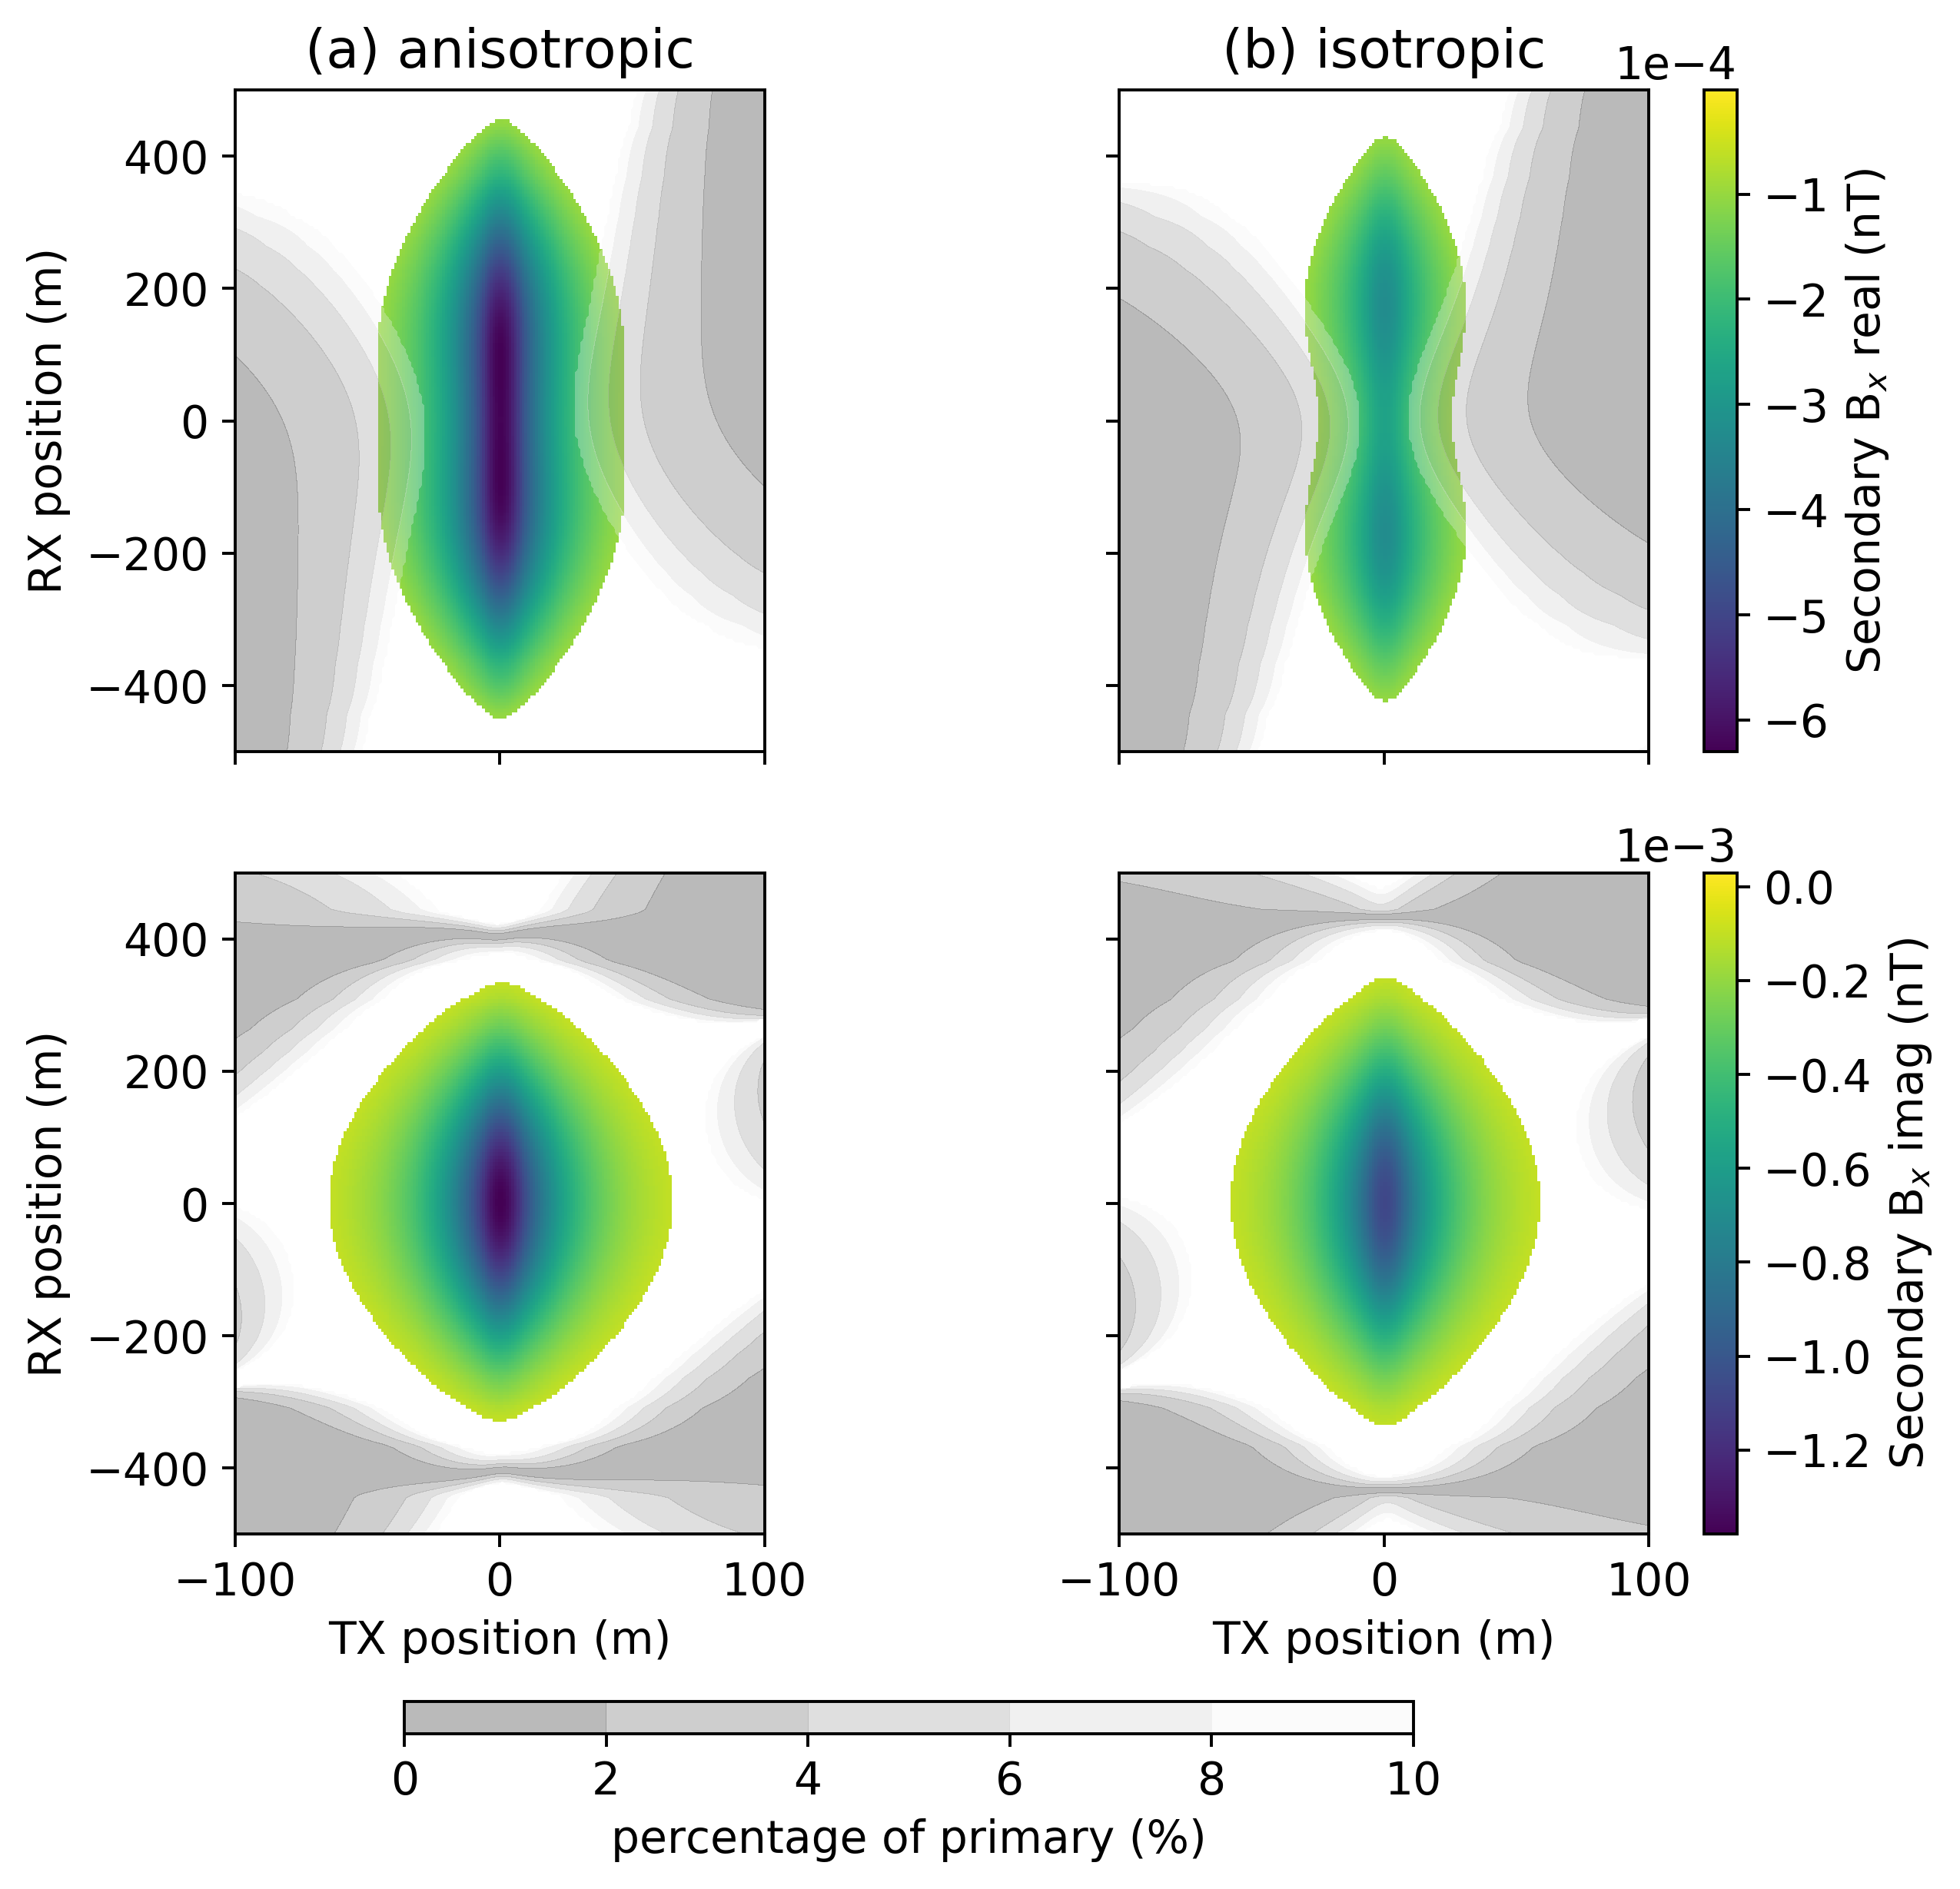 (a) anisotropic
(b) isotropic
1e−4
400
200
0
−200
−400
RX position (m)
−1
−2
−3
−4
−5
−6
Secondary Bx real (nT)
1e−3
400
200
0
−200
−400
RX position (m)
0.0
−0.2
−0.4
−0.6
−0.8
−1.0
−1.2
Secondary Bx imag (nT)
−100 0 100
−100 0 100
TX position (m)
TX position (m)
0 2 4 6 8 10
percentage of primary (%)